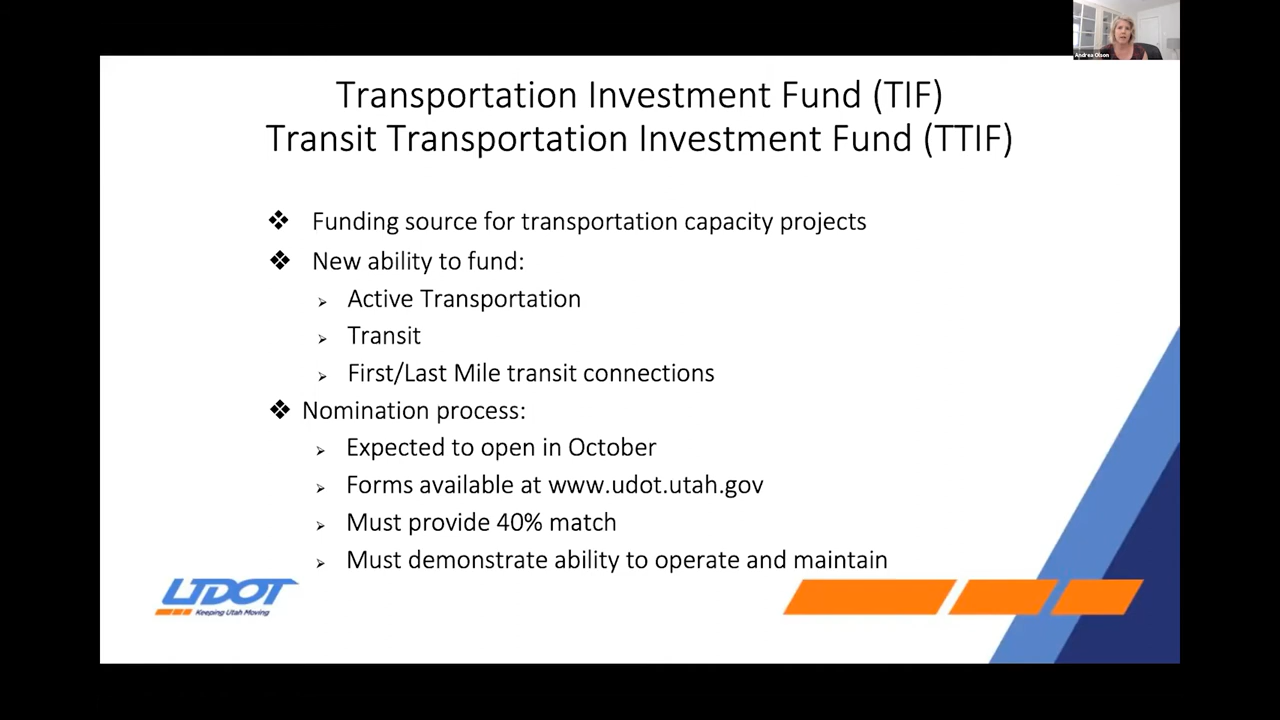 Andrea Olson
Transportation Investment Fund (TIF)
Transit Transportation Investment Fund (TTIF)
❖ Funding source for transportation capacity projects
❖ New ability to fund:
➢ Active Transportation
➢ Transit
➢ First/Last Mile transit connections
❖ Nomination process:
➢ Expected to open in October
➢ Forms available at www.udot.utah.gov
➢ Must provide 40% match
➢ Must demonstrate ability to operate and maintain
UDOT
Keeping Utah Moving